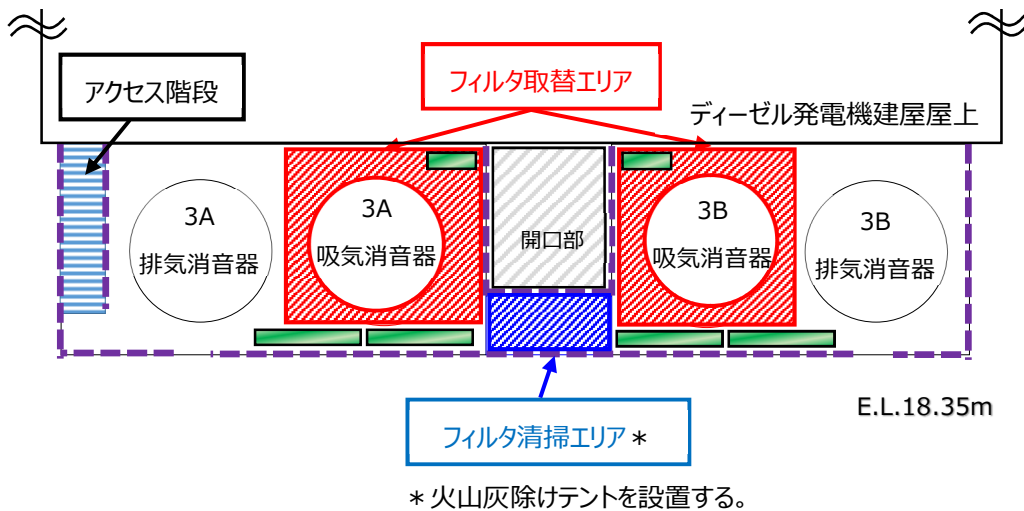 アクセス階段
フィルタ取替エリア
ディーゼル発電機建屋屋上
3A
排気消音器
3A
吸気消音器
開口部
3B
吸気消音器
3B
排気消音器
E.L.18.35m
フィルタ清掃エリア＊
＊火山灰除けテントを設置する。